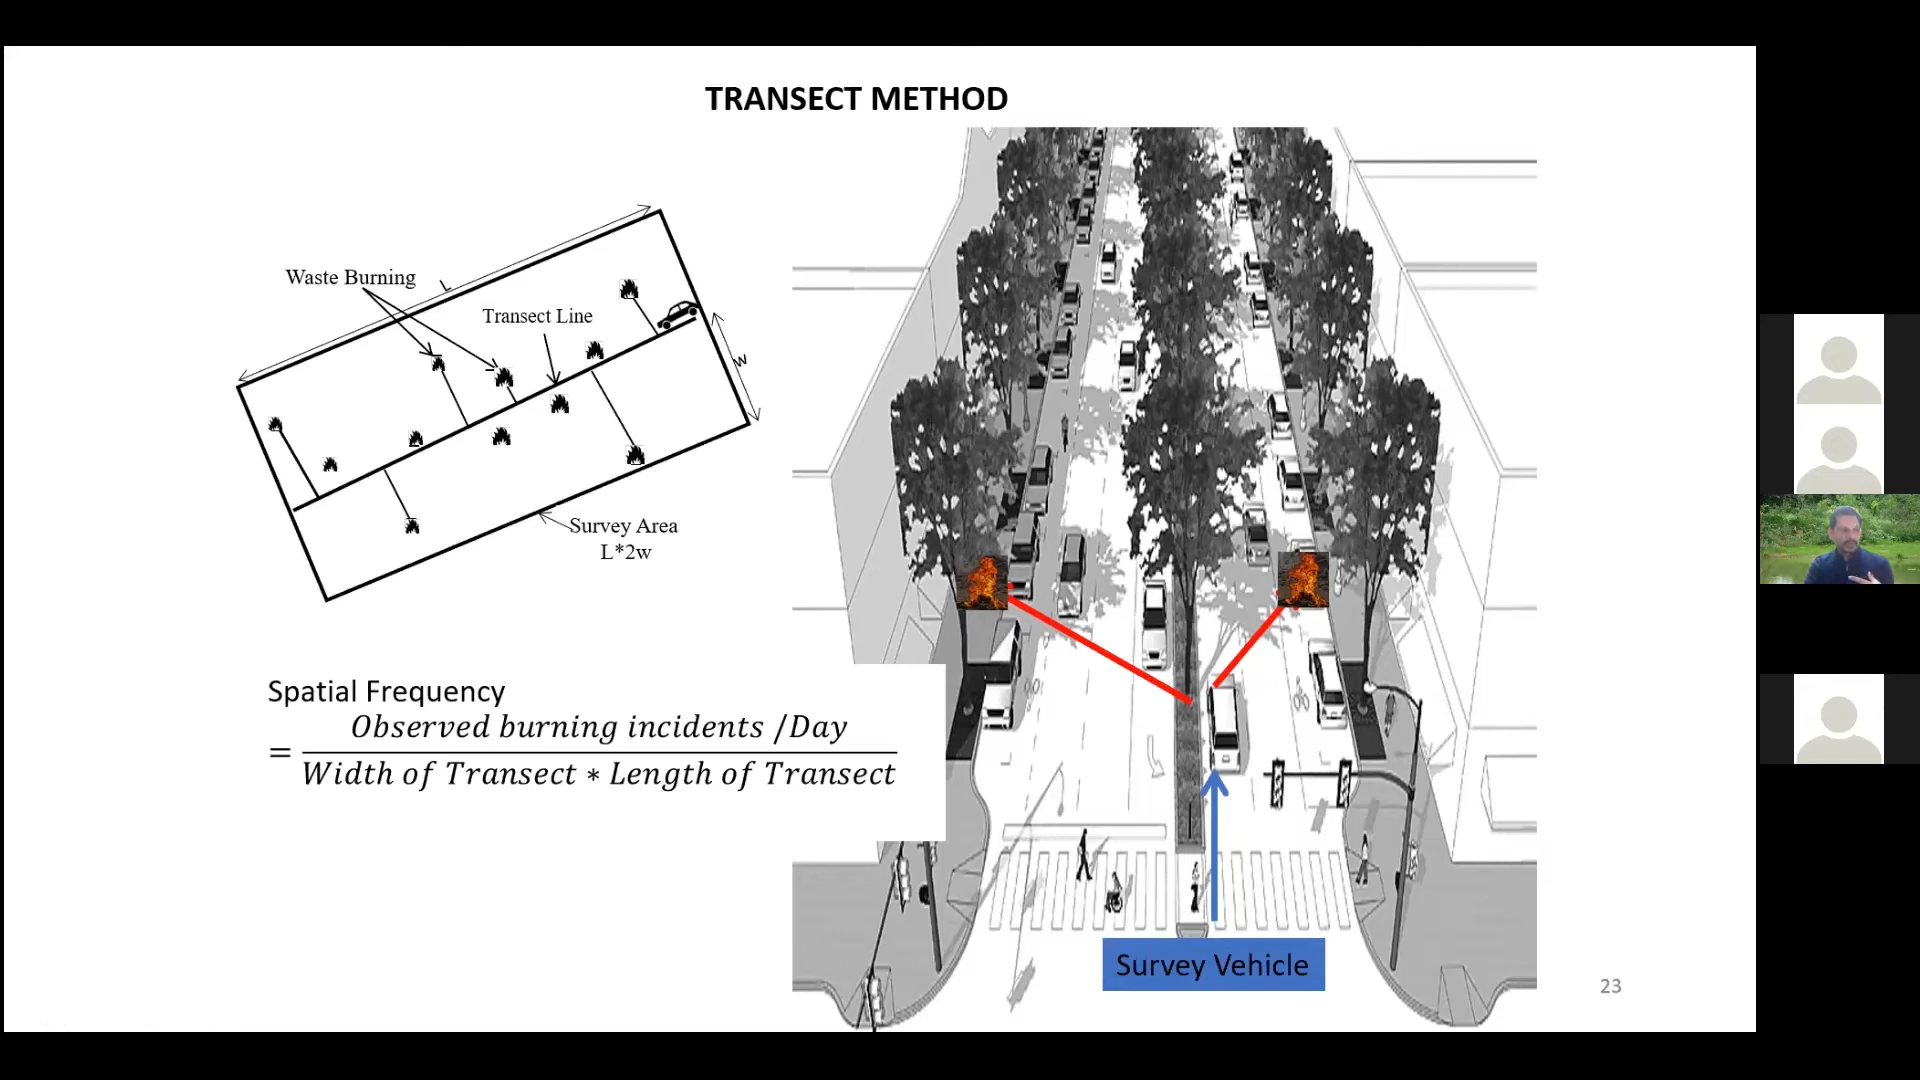 TRANSECT METHOD
Waste Burning
L
Transect Line
w
Survey Area
L*2w
Spatial Frequency
= Observed burning incidents /Day
Width of Transect * Length of Transect
Survey Vehicle
23